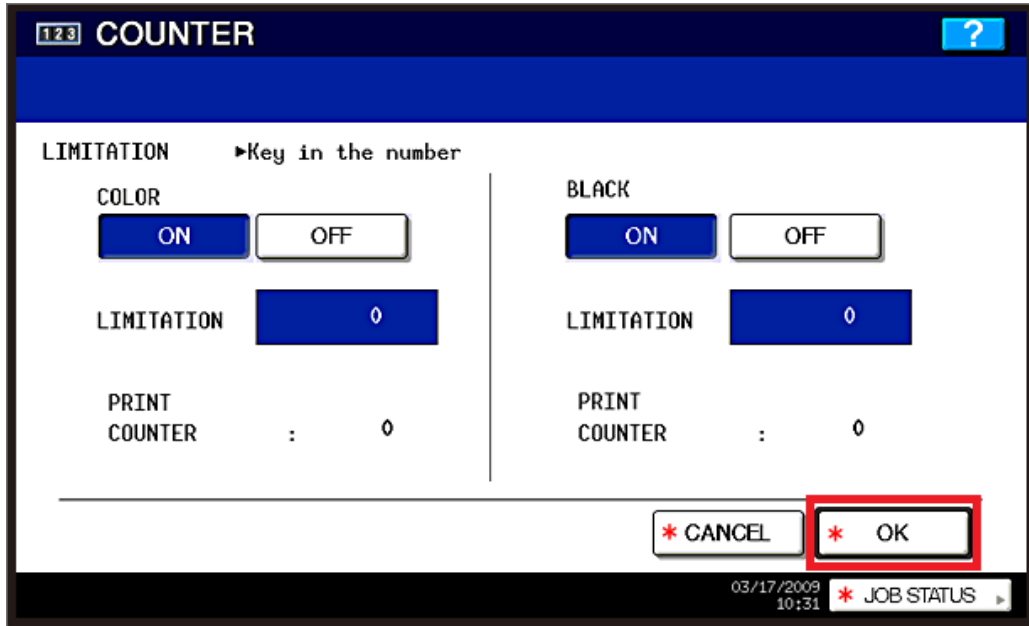 123 COUNTER ?
LIMITATION ►Key in the number
COLOR
ON OFF
LIMITATION 0
PRINT
COUNTER : 0
BLACK
ON OFF
LIMITATION 0
PRINT
COUNTER : 0
* CANCEL * OK
03/17/2009
10:31
* JOB STATUS